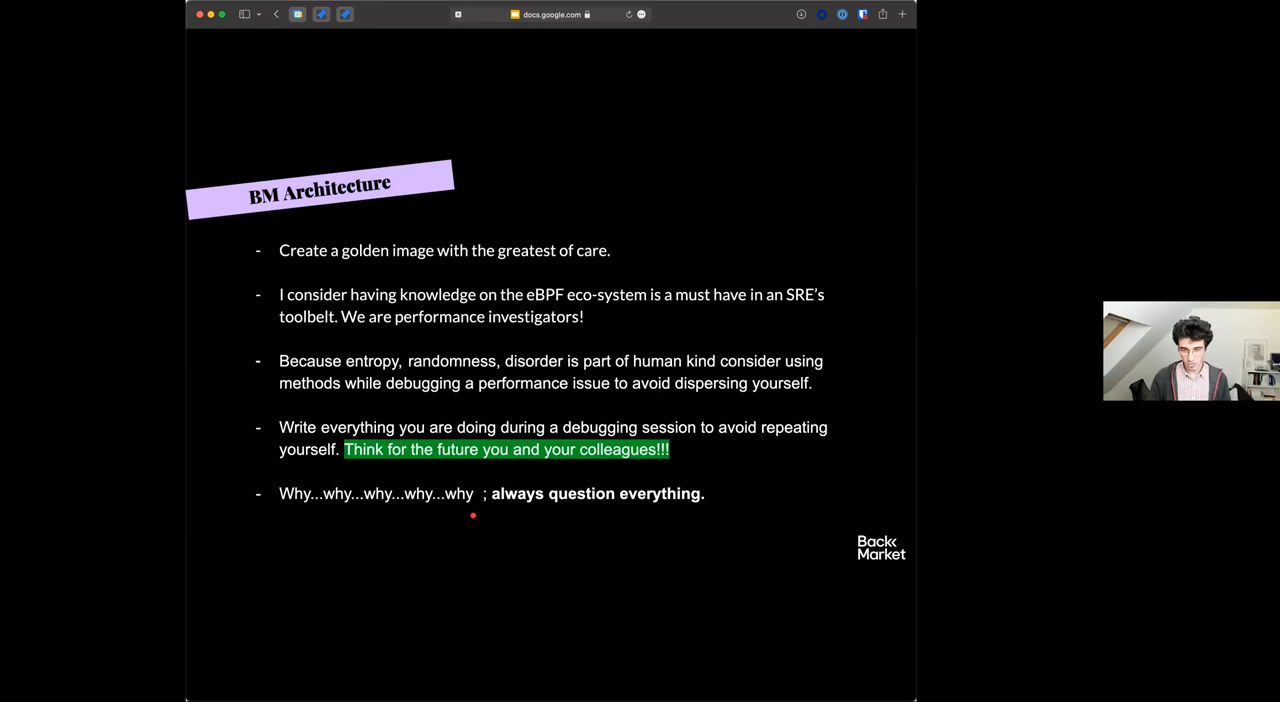 docs.google.com
BM Architecture
- Create a golden image with the greatest of care.
- I consider having knowledge on the eBPF eco-system is a must have in an SRE's
toolbelt. We are performance investigators!
- Because entropy, randomness, disorder is part of human kind consider using
methods while debugging a performance issue to avoid dispersing yourself.
- Write everything you are doing during a debugging session to avoid repeating
yourself. Think for the future you and your colleagues!!!
- Why...why...why...why...why ; always question everything.
Back
Market